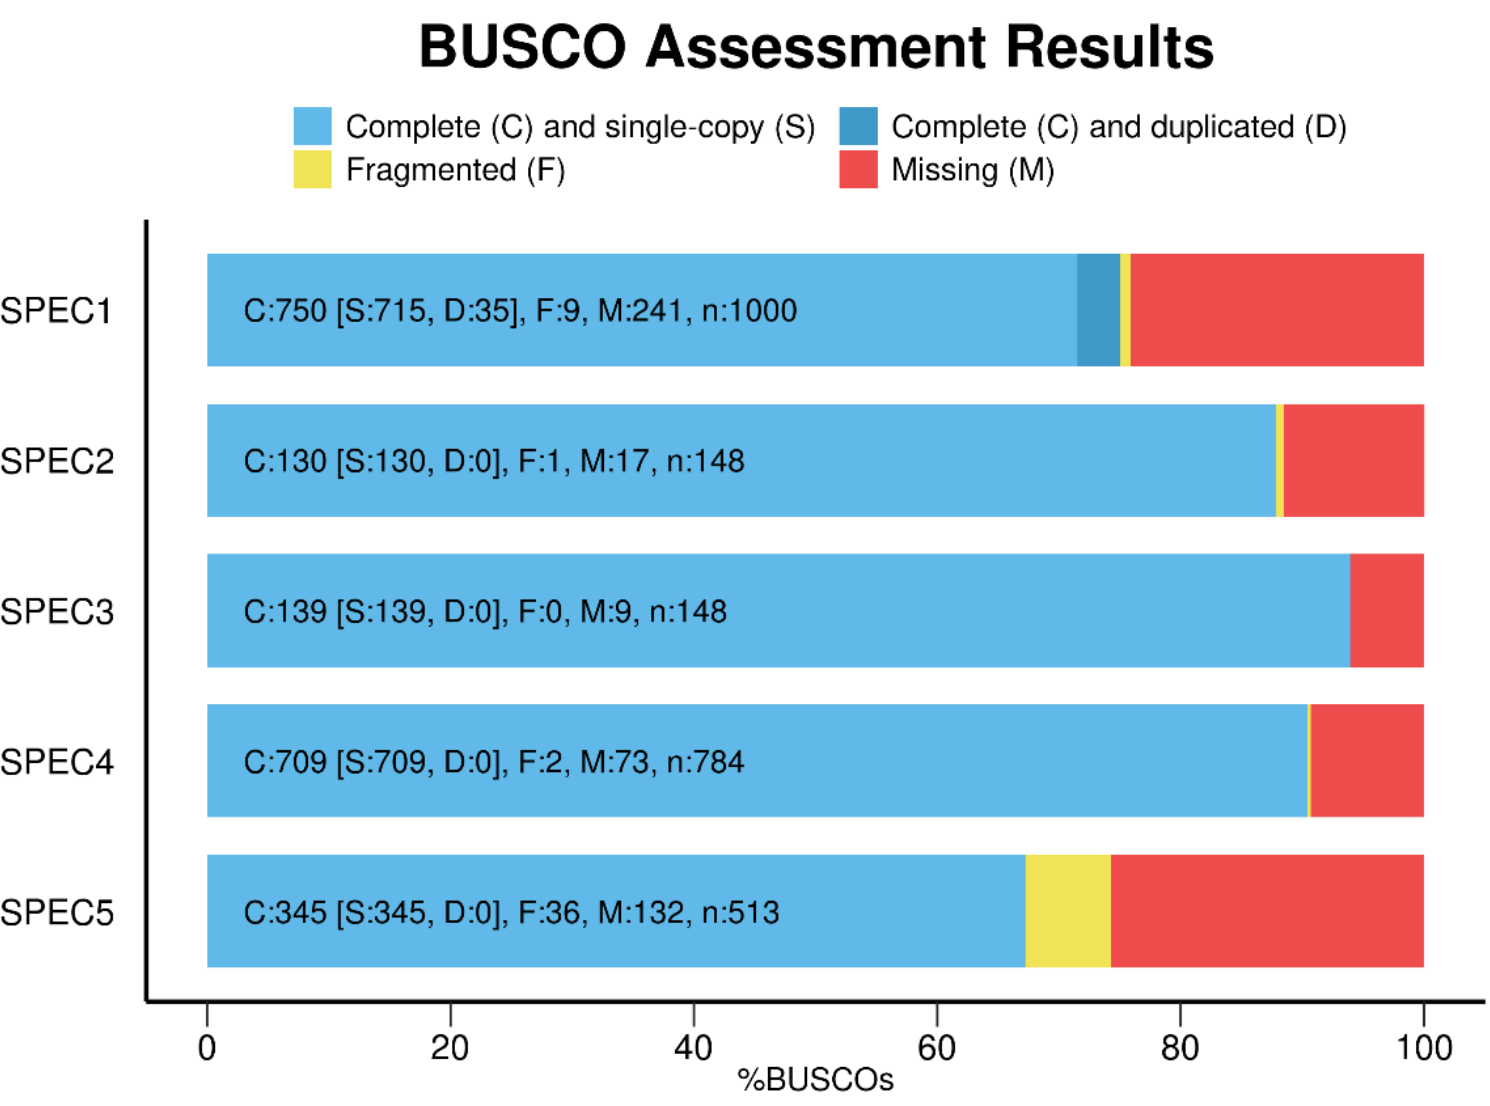 BUSCO Assessment Results
Complete (C) and single-copy (S) Complete (C) and duplicated (D)
Fragmented (F) Missing (M)
SPEC1 C:750 [S:715, D:35], F:9, M:241, n:1000
SPEC2 C:130 [S:130, D:0], F:1, M:17, n:148
SPEC3 C:139 [S:139, D:0], F:0, M:9, n:148
SPEC4 C:709 [S:709, D:0], F:2, M:73, n:784
SPEC5 C:345 [S:345, D:0], F:36, M:132, n:513
0 20 40 60 80 100
%BUSCOs